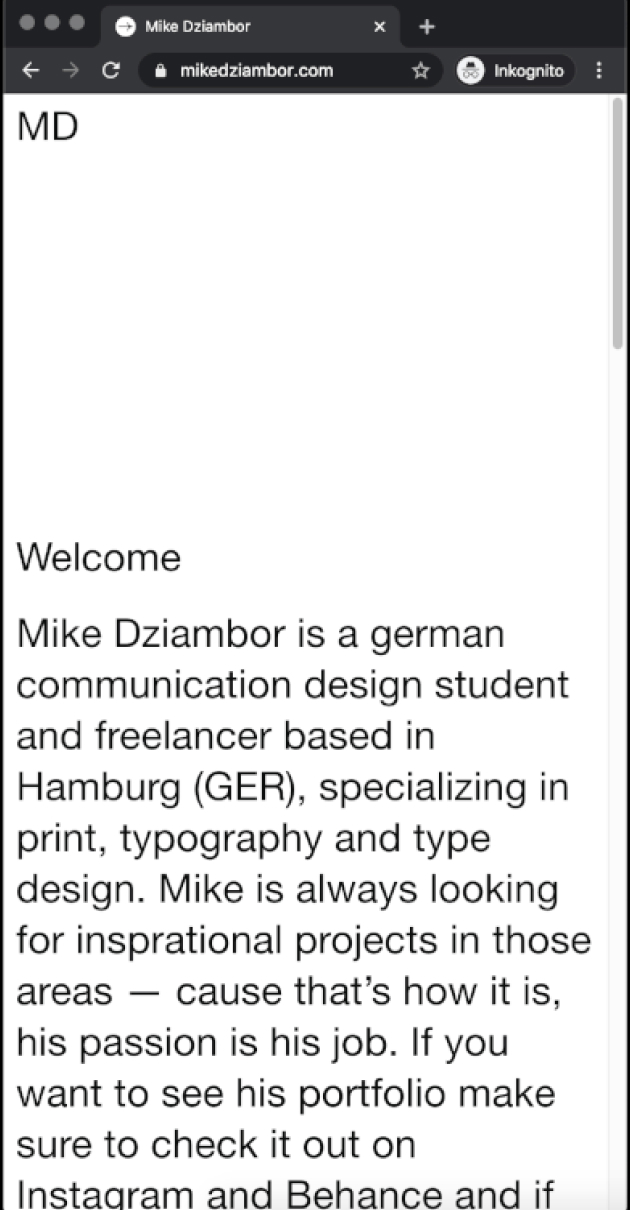 Mike Dziambor
mikedziambor.com
Inkognito
MD
Welcome
Mike Dziambor is a german
communication design student
and freelancer based in
Hamburg (GER), specializing in
print, typography and type
design. Mike is always looking
for insprational projects in those
areas — cause that’s how it is,
his passion is his job. If you
want to see his portfolio make
sure to check it out on
Instagram and Behance and if